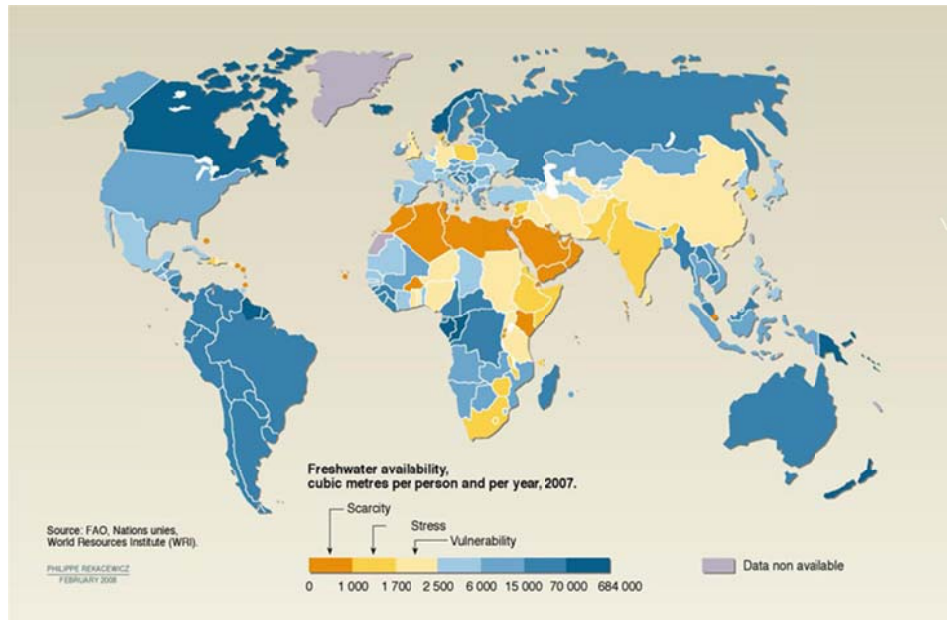 Freshwater availability,
cubic metres per person and per year, 2007.
Scarcity
Stress
Vulnerability
0 1 000 1 700 2 500 6 000 15 000 70 000 684 000
Data non available
Source: FAO, Nations unies,
World Resources Institute (WRI).
PHILIPPE REKACEWICZ
FEBRUARY 2008